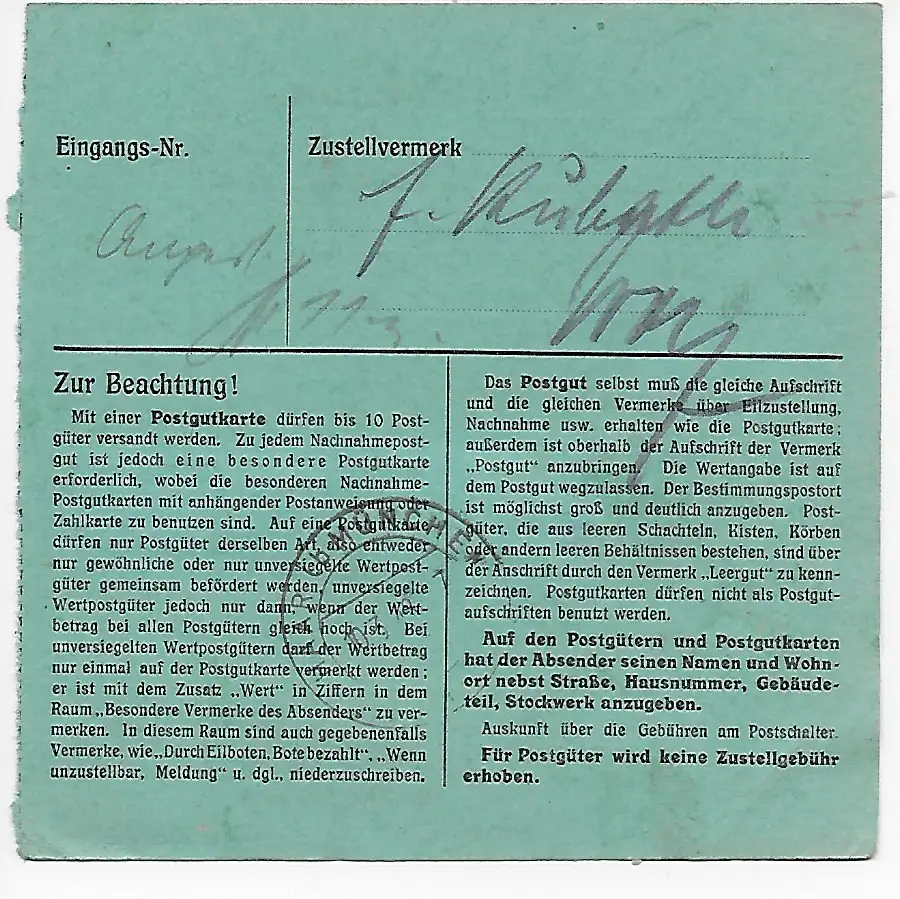 Eingangs-Nr.
Zustellvermerk
f.
11
Zur Beachtung!
Mit einer Postgutkarte dürfen bis 10 Post-
güter versandt werden. Zu jedem Nachnahmepost-
gut ist jedoch eine besondere Postgutkarte
erforderlich, wobei die besonderen Nachnahme-
Postgutkarten mit anhängender Postanweisung oder
Zahlkarte zu benutzen sind. Auf eine Postgutkarte
dürfen nur Postgüter derselben Art, also entweder
nur gewöhnliche oder nur unversiegelte Wertpost-
güter gemeinsam befördert werden, unversiegelte
Wertpostgüter jedoch nur dann, wenn der Wert-
betrag bei allen Postgütern gleich hoch ist. Bei
unversiegelten Wertpostgütern darf der Wertbetrag
nur einmal auf der Postgutkarte vermerkt werden;
er ist mit dem Zusatz „Wert“ in Ziffern in dem
Raum „Besondere Vermerke des Absenders“ zu ver-
merken. In diesem Raum sind auch gegebenenfalls
Vermerke, wie „Durch Eilboten, Bote bezahlt“, „Wenn
unzustellbar, Meldung“ u. dgl., niederzuschreiben.
Das Postgut selbst muß die gleiche Aufschrift
und die gleichen Vermerke über Eilzustellung,
Nachnahme usw. erhalten wie die Postgutkarte;
außerdem ist oberhalb der Aufschrift der Vermerk
„Postgut“ anzubringen. Die Wertangabe ist auf
dem Postgut wegzulassen. Der Bestimmungspostort
ist möglichst groß und deutlich anzugeben. Post-
güter, die aus leeren Schachteln, Kisten, Körben
oder andern leeren Behältnissen bestehen, sind über
der Anschrift durch den Vermerk „Leergut“ zu kenn-
zeichnen. Postgutkarten dürfen nicht als Postgut-
aufschriften benutzt werden.
Auf den Postgütern und Postgutkarten
hat der Absender seinen Namen und Wohn-
ort nebst Straße, Hausnummer, Gebäude-
teil, Stockwerk anzugeben.
Auskunft über die Gebühren am Postschalter.
Für Postgüter wird keine Zustellgebühr
erhoben.
MÜNCHEN